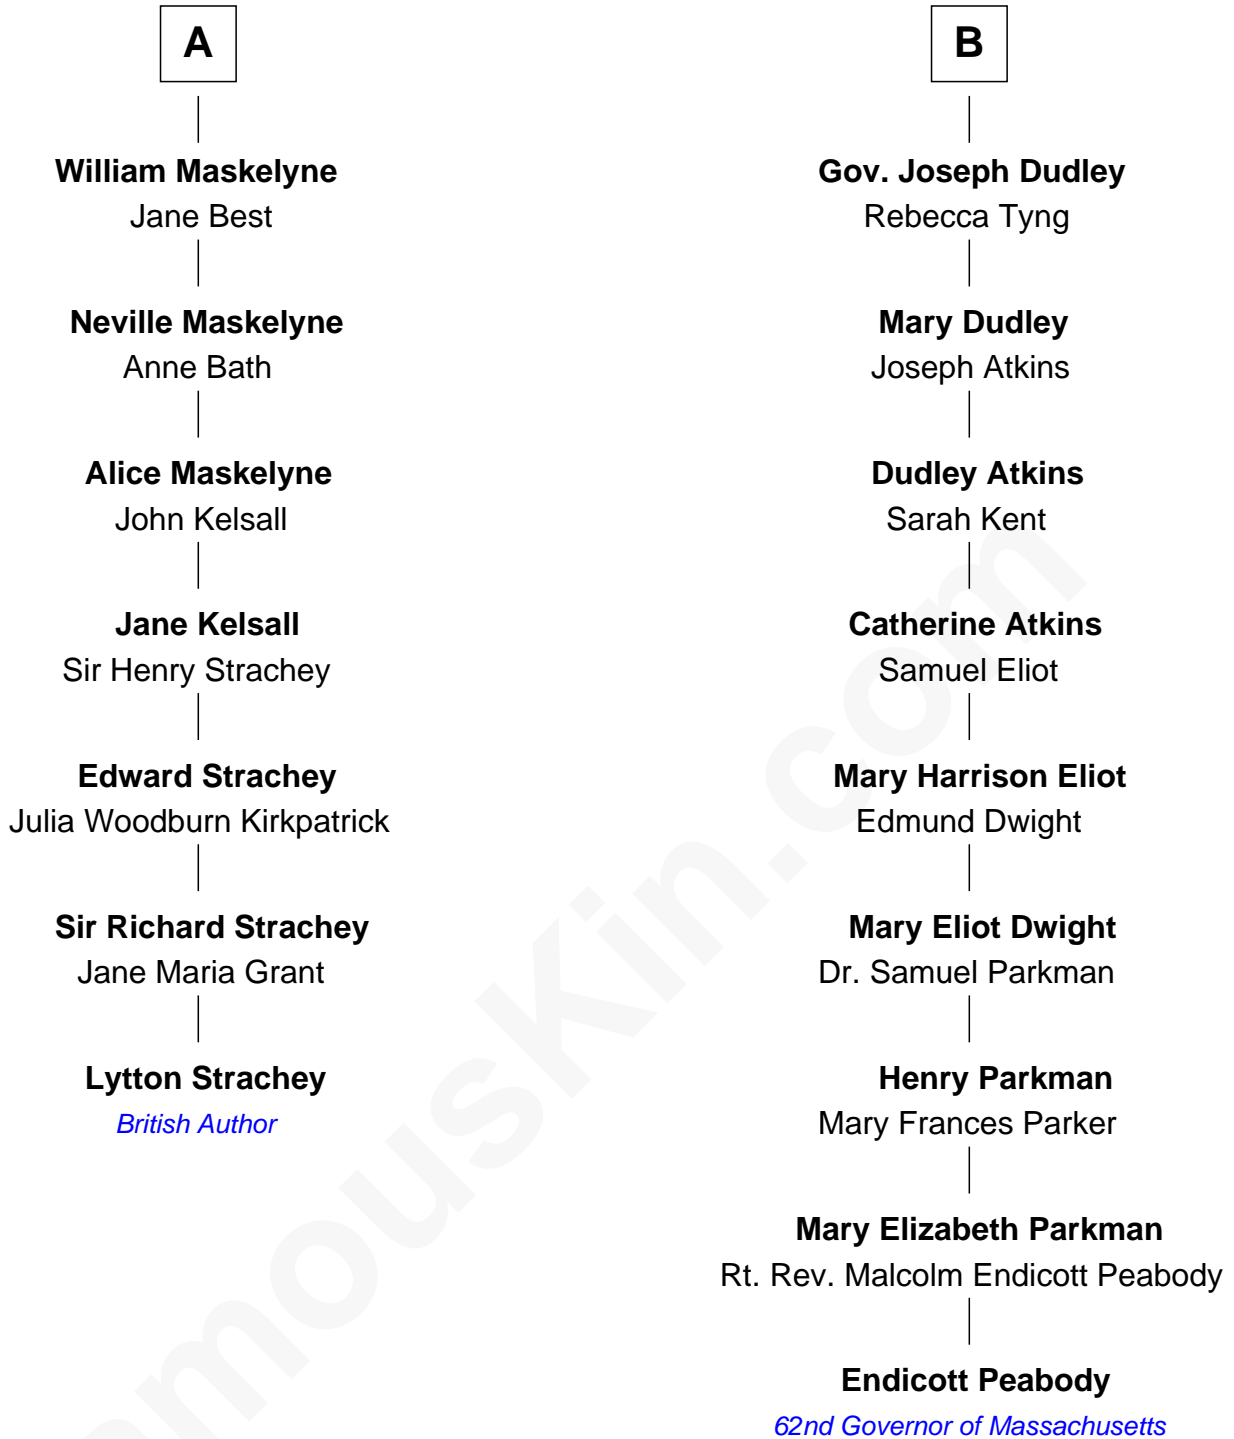 A
William Maskelyne
Jane Best
Neville Maskelyne
Anne Bath
Alice Maskelyne
John Kelsall
Jane Kelsall
Sir Henry Strachey
Edward Strachey
Julia Woodburn Kirkpatrick
Sir Richard Strachey
Jane Maria Grant
Lytton Strachey
British Author
B
Gov. Joseph Dudley
Rebecca Tyng
Mary Dudley
Joseph Atkins
Dudley Atkins
Sarah Kent
Catherine Atkins
Samuel Eliot
Mary Harrison Eliot
Edmund Dwight
Mary Eliot Dwight
Dr. Samuel Parkman
Henry Parkman
Mary Frances Parker
Mary Elizabeth Parkman
Rt. Rev. Malcolm Endicott Peabody
Endicott Peabody
62nd Governor of Massachusetts
amouskin.com